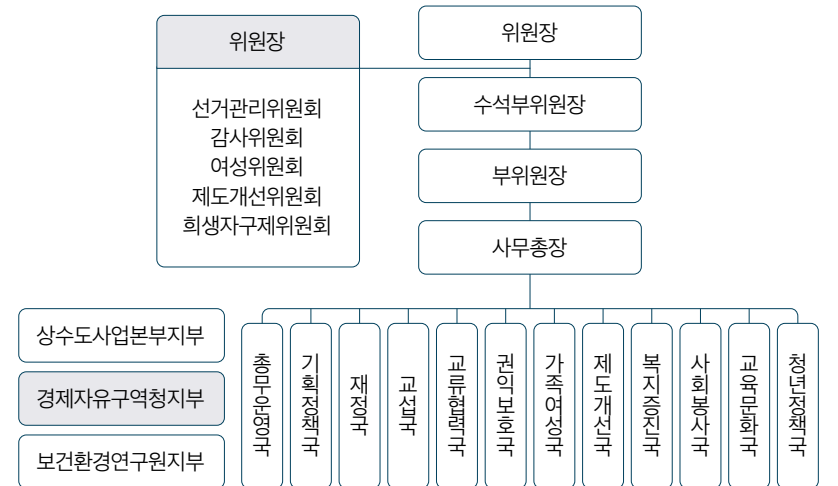 위원장
선거관리위원회
감사위원회
여성위원회
제도개선위원회
희생자구제위원회
위원장
수석부위원장
부위원장
사무총장
상수도사업본부지부
경제자유구역청지부
보건환경연구원지부
총무운영국
기획정책국
재정국
교섭국
교류협력국
권익보호국
가족여성국
제도개선국
복지증진국
사회봉사국
교육문화국
청년정책국